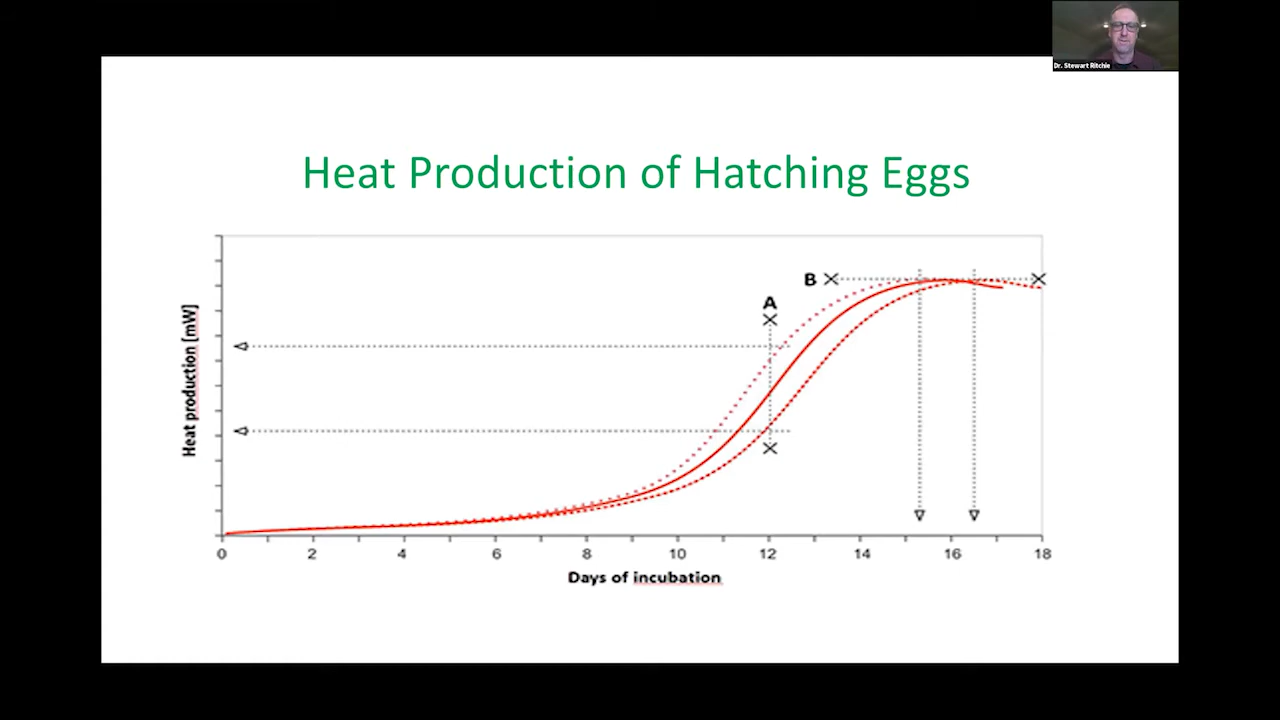 Dr. Stewart Ritchie
Heat Production of Hatching Eggs
Heat production [mW]
A
B
0 2 4 6 8 10 12 14 16 18
Days of incubation